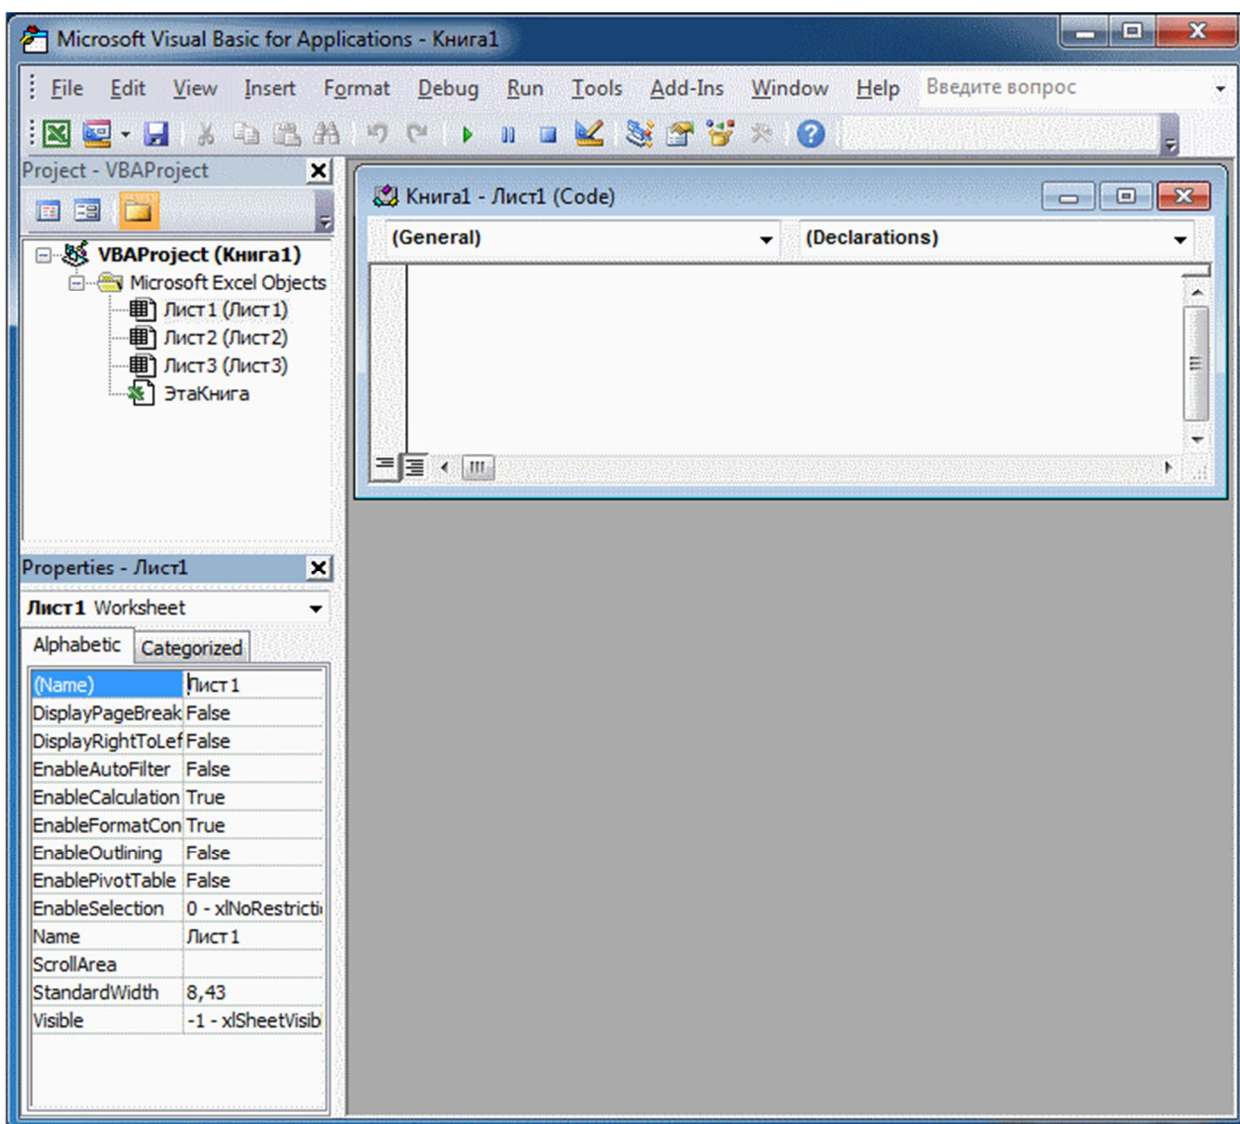 Microsoft Visual Basic for Applications - Книга1
File Edit View Insert Format Debug Run Tools Add-Ins Window Help Введите вопрос
Project - VBAProject
VBAProject (Книга1)
Microsoft Excel Objects
Лист1 (Лист1)
Лист2 (Лист2)
Лист3 (Лист3)
ЭтаКнига
Properties - Лист1
Лист1 Worksheet
Alphabetic Categorized
(Name) Лист1
DisplayPageBreak False
DisplayRightToLef False
EnableAutoFilter False
EnableCalculation True
EnableFormatCon True
EnableOutlining False
EnablePivotTable False
EnableSelection 0 - xlNoRestricti
Name Лист1
ScrollArea
StandardWidth 8,43
Visible -1 - xlSheetVisib
Книга1 - Лист1 (Code)
(General) (Declarations)